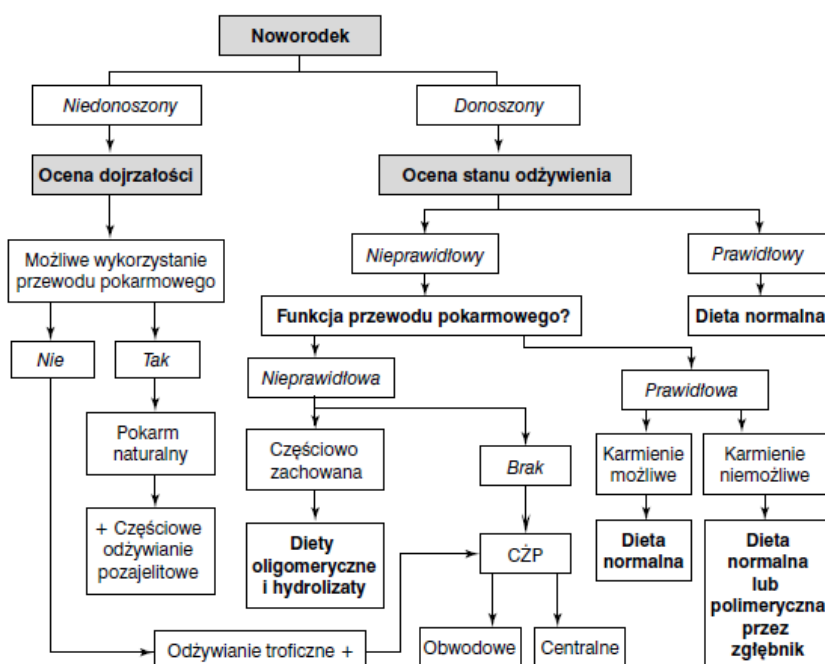 Noworodek
Niedonoszony
Donoszony
Ocena dojrzałości
Ocena stanu odżywienia
Możliwe wykorzystanie
przewodu pokarmowego
Nieprawidłowy
Prawidłowy
Funkcja przewodu pokarmowego?
Dieta normalna
Nie
Tak
Nieprawidłowa
Prawidłowa
Pokarm
naturalny
Częściowo
zachowana
Brak
Karmienie
możliwe
Karmienie
niemożliwe
+ Częściowe
odżywianie
pozajelitowe
Diety
oligomeryczne
i hydrolizaty
CŻP
Dieta
normalna
Dieta
normalna
lub
polimeryczna
przez
zgłębnik
Odżywianie troficzne +
Obwodowe
Centralne